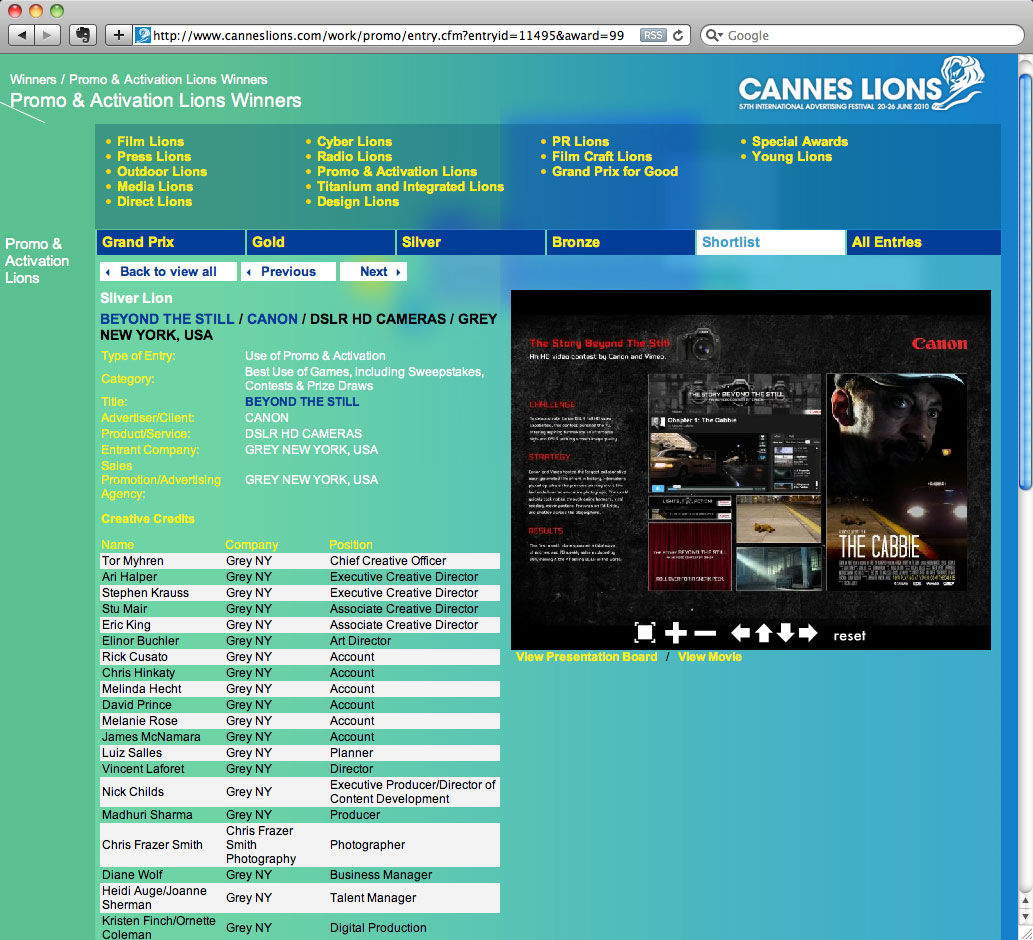 http://www.canneslions.com/work/promo/entry.cfm?entryid=11495&award=99
RSS
Google
Winners / Promo & Activation Lions Winners
Promo & Activation Lions Winners
CANNES LIONS
57TH INTERNATIONAL ADVERTISING FESTIVAL 20-26 JUNE 2010
• Film Lions
• Press Lions
• Outdoor Lions
• Media Lions
• Direct Lions
• Cyber Lions
• Radio Lions
• Promo & Activation Lions
• Titanium and Integrated Lions
• Design Lions
• PR Lions
• Film Craft Lions
• Grand Prix for Good
• Special Awards
• Young Lions
Promo &
Activation
Lions
Grand Prix
Gold
Silver
Bronze
Shortlist
All Entries
Back to view all
Previous
Next
Silver Lion
BEYOND THE STILL / CANON / DSLR HD CAMERAS / GREY
NEW YORK, USA
Type of Entry: Use of Promo & Activation
Category: Best Use of Games, including Sweepstakes,
Contests & Prize Draws
Title: BEYOND THE STILL
Advertiser/Client: CANON
Product/Service: DSLR HD CAMERAS
Entrant Company: GREY NEW YORK, USA
Sales
Promotion/Advertising
Agency:
GREY NEW YORK, USA
Creative Credits
Name Company Position
Tor Myhren Grey NY Chief Creative Officer
Ari Halper Grey NY Executive Creative Director
Stephen Krauss Grey NY Executive Creative Director
Stu Mair Grey NY Associate Creative Director
Eric King Grey NY Associate Creative Director
Elinor Buchler Grey NY Art Director
Rick Cusato Grey NY Account
Chris Hinkaty Grey NY Account
Melinda Hecht Grey NY Account
David Prince Grey NY Account
Melanie Rose Grey NY Account
James McNamara Grey NY Account
Luiz Salles Grey NY Planner
Vincent Laforet Grey NY Director
Nick Childs Grey NY Executive Producer/Director of
Content Development
Madhuri Sharma Grey NY Producer
Chris Frazer Smith
Chris Frazer
Smith
Photography
Photographer
Diane Wolf Grey NY Business Manager
Heidi Auge/Joanne
Sherman
Grey NY Talent Manager
Kristen Finch/Ornette
Coleman
Grey NY Digital Production
The Story Beyond The Still
An HD video contest by Canon and Vimeo.
Canon
CHALLENGE
STRATEGY
RESULTS
THE STORY BEYOND THE STILL
Chapter 1: The Cabbie
THE STORY BEYOND THE STILL
ROLLOVER FOR A SNEAK PEEK
THE CABBIE
reset
View Presentation Board / View Movie